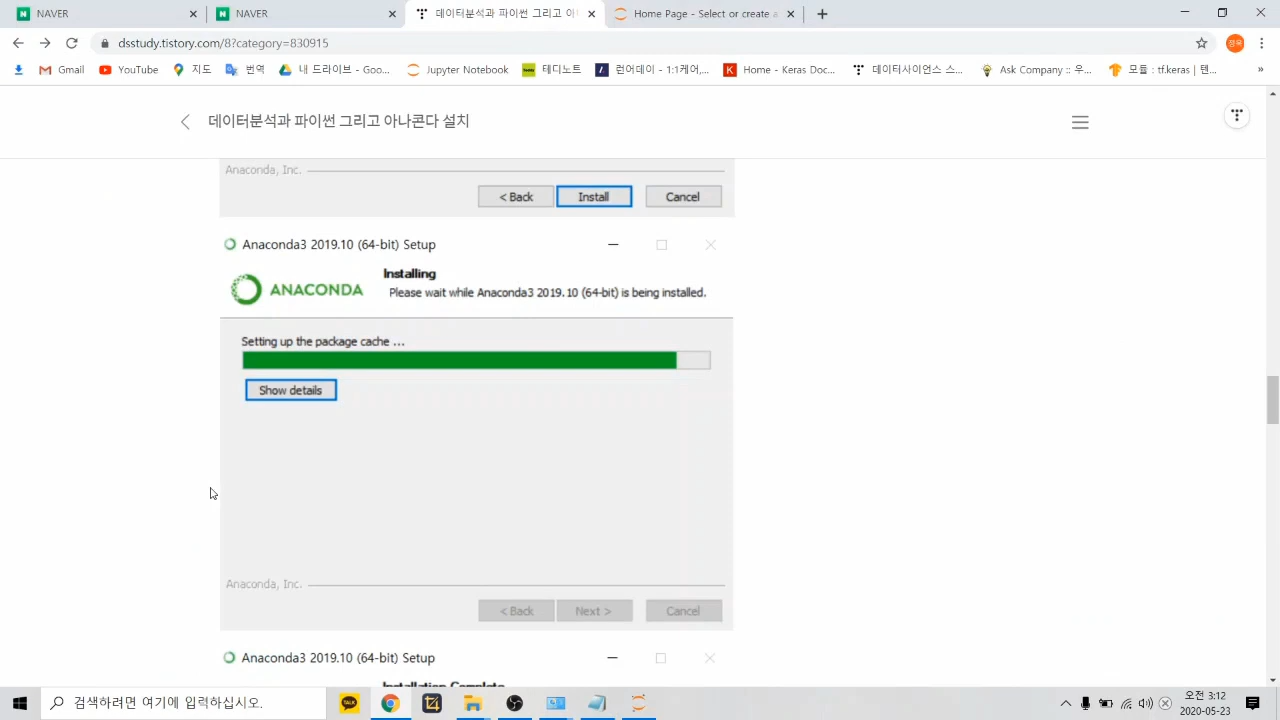 NAVER
NAVER
데이터분석과 파이썬 그리고 아
Home Page - Select or create a
dsstudy.tistory.com/8?category=830915
경옥
Gmail
YouTube
지도
번역
내 드라이브 - Goo...
Jupyter Notebook
테디노트
런어데이 - 1:1케어,...
Home - Keras Doc...
데이터사이언스 스...
Ask Company :: 우...
모듈 : tf.keras | 텐...
데이터분석과 파이썬 그리고 아나콘다 설치
Anaconda, Inc.
< Back
Install
Cancel
Anaconda3 2019.10 (64-bit) Setup
ANACONDA
Installing
Please wait while Anaconda3 2019.10 (64-bit) is being installed.
Setting up the package cache ...
Show details
Anaconda, Inc.
< Back
Next >
Cancel
Anaconda3 2019.10 (64-bit) Setup
Installation Complete
검색하려면 여기에 입력하십시오.
TALK
오전 3:12
2020-05-23